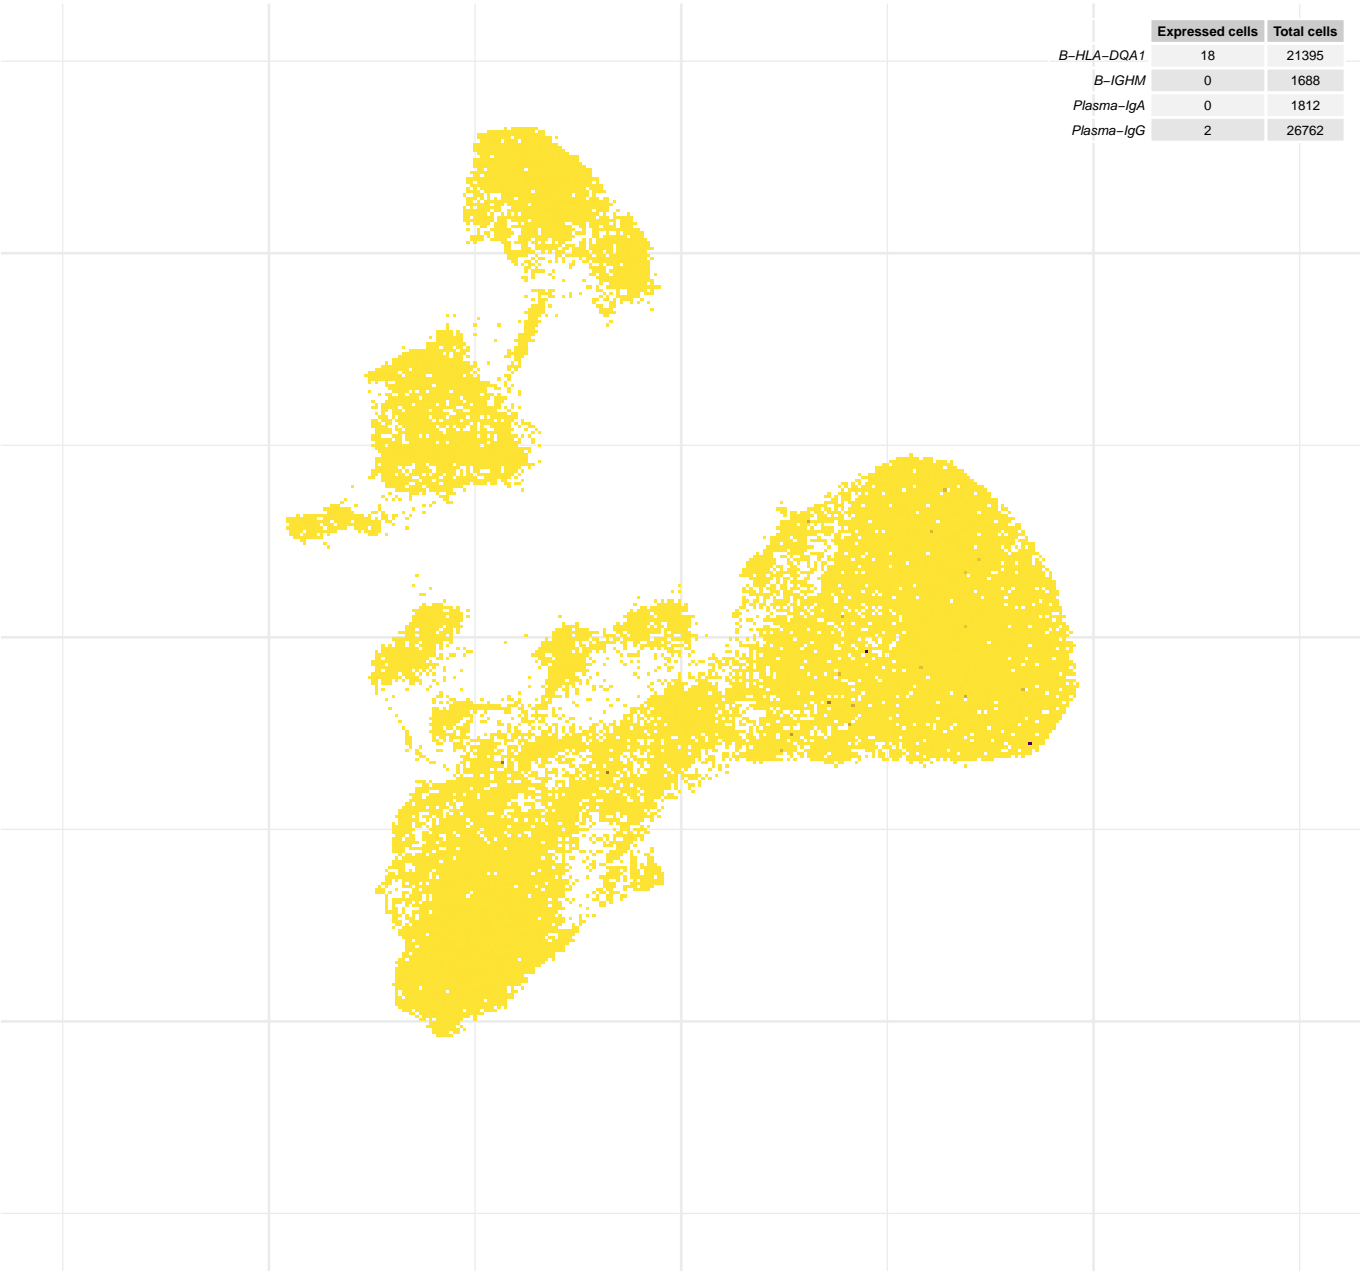 Expressed cells Total cells
B−HLA−DQA1 18 21395
B−IGHM 0 1688
Plasma−IgA 0 1812
Plasma−IgG 2 26762